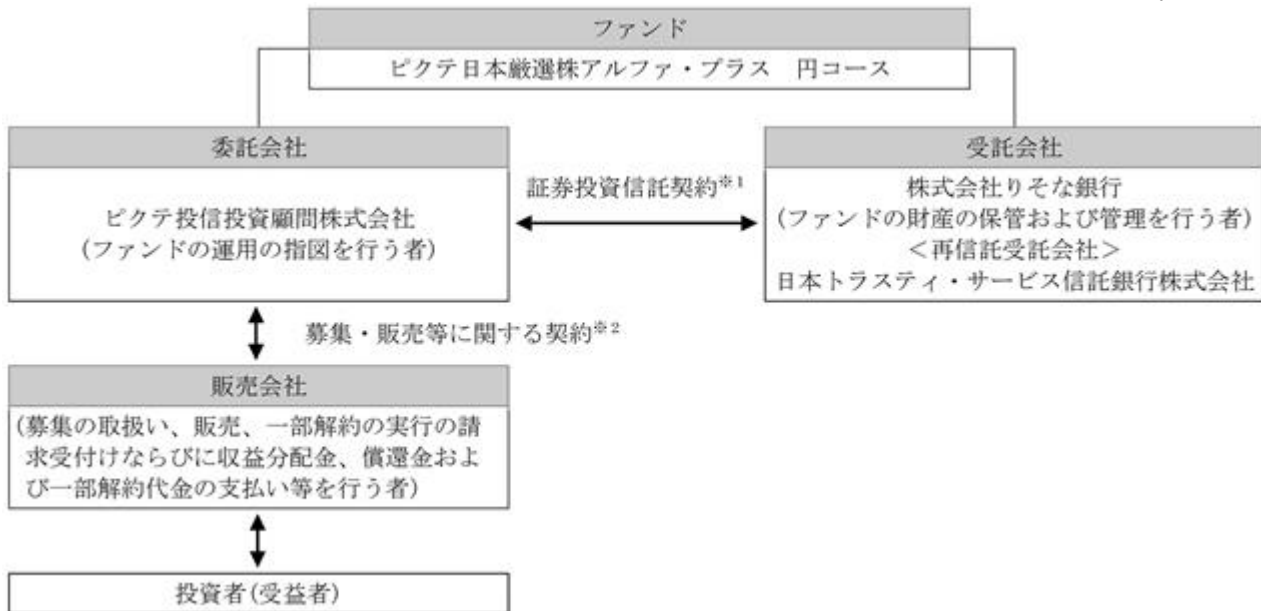 ファンド
ピクテ日本厳選株アルファ・プラス　円コース
委託会社
ピクテ投信投資顧問株式会社
(ファンドの運用の指図を行う者)
証券投資信託契約※1
受託会社
株式会社りそな銀行
(ファンドの財産の保管および管理を行う者)
＜再信託受託会社＞
日本トラスティ・サービス信託銀行株式会社
募集・販売等に関する契約※2
販売会社
(募集の取扱い、販売、一部解約の実行の請
求受付けならびに収益分配金、償還金およ
び一部解約代金の支払い等を行う者)
投資者(受益者)